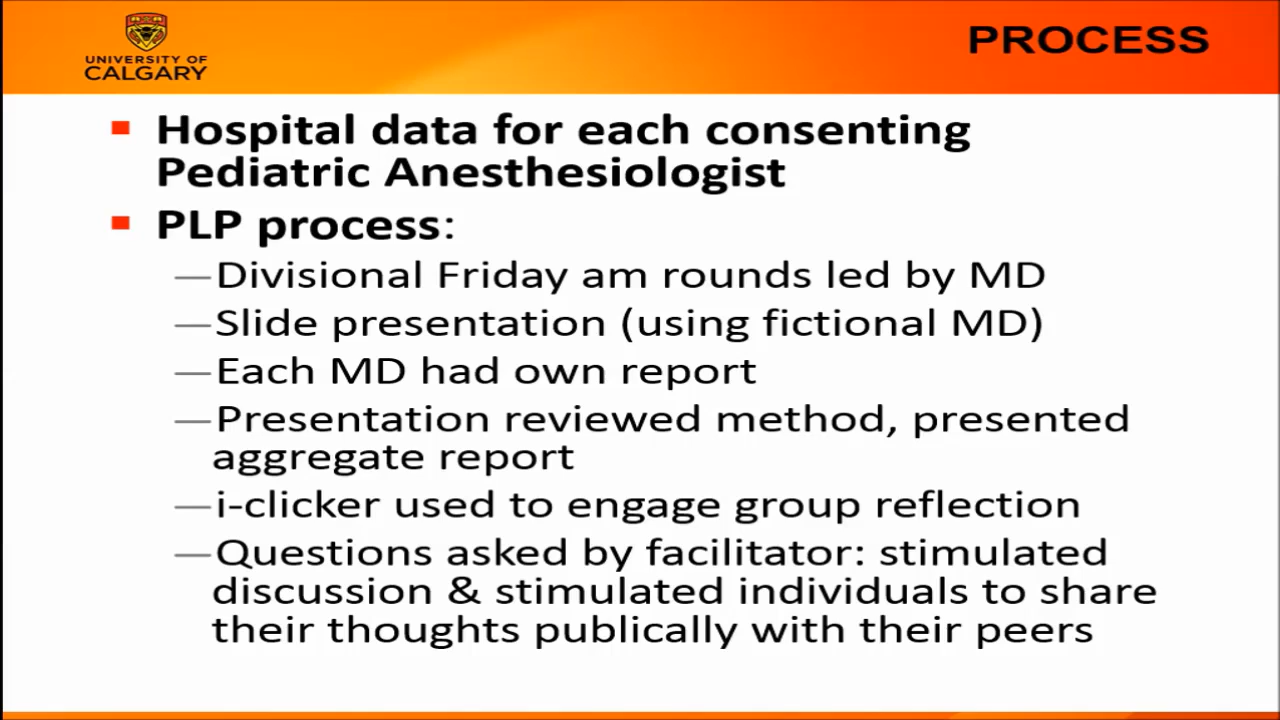 UNIVERSITY OF
CALGARY
PROCESS
Hospital data for each consenting
Pediatric Anesthesiologist
PLP process:
—Divisional Friday am rounds led by MD
—Slide presentation (using fictional MD)
—Each MD had own report
—Presentation reviewed method, presented
aggregate report
—i-clicker used to engage group reflection
—Questions asked by facilitator: stimulated
discussion & stimulated individuals to share
their thoughts publically with their peers